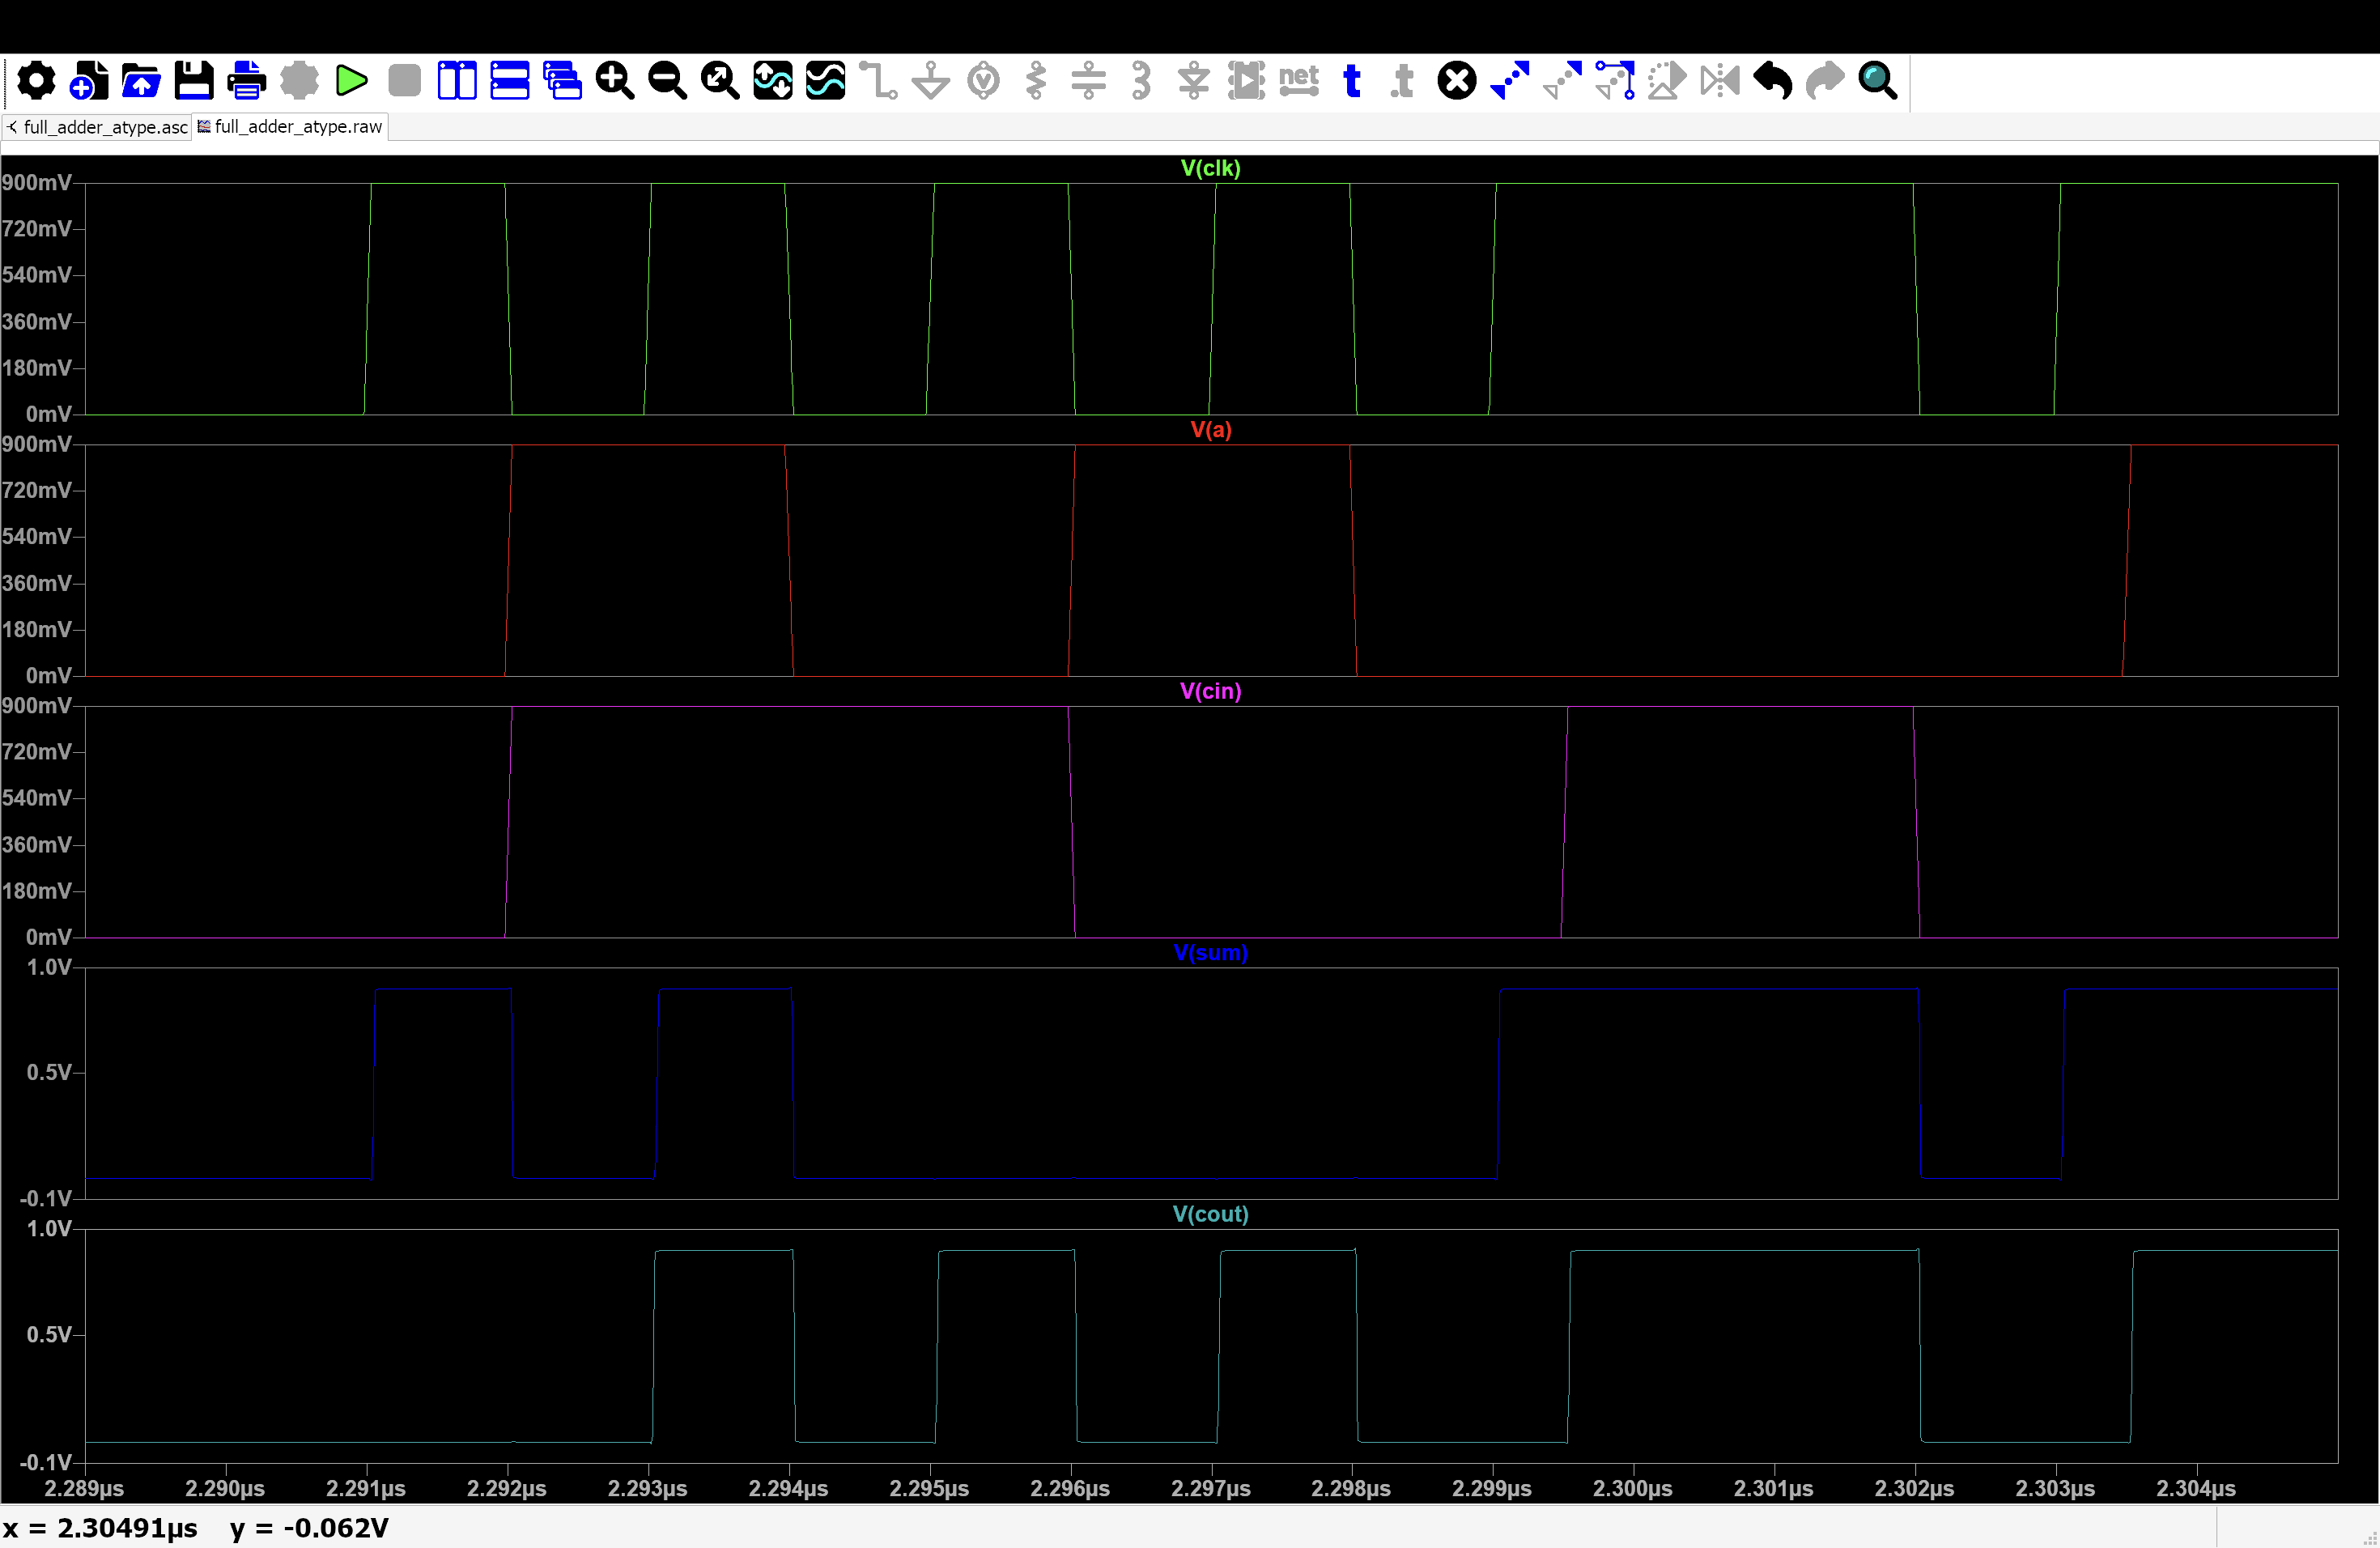 net t .t
full_adder_atype.asc full_adder_atype.raw
V(clk)
900mV
720mV
540mV
360mV
180mV
0mV
V(a)
900mV
720mV
540mV
360mV
180mV
0mV
V(cin)
900mV
720mV
540mV
360mV
180mV
0mV
V(sum)
1.0V
0.5V
-0.1V
V(cout)
1.0V
0.5V
-0.1V
2.289µs 2.290µs 2.291µs 2.292µs 2.293µs 2.294µs 2.295µs 2.296µs 2.297µs 2.298µs 2.299µs 2.300µs 2.301µs 2.302µs 2.303µs 2.304µs
x = 2.30491µs y = -0.062V